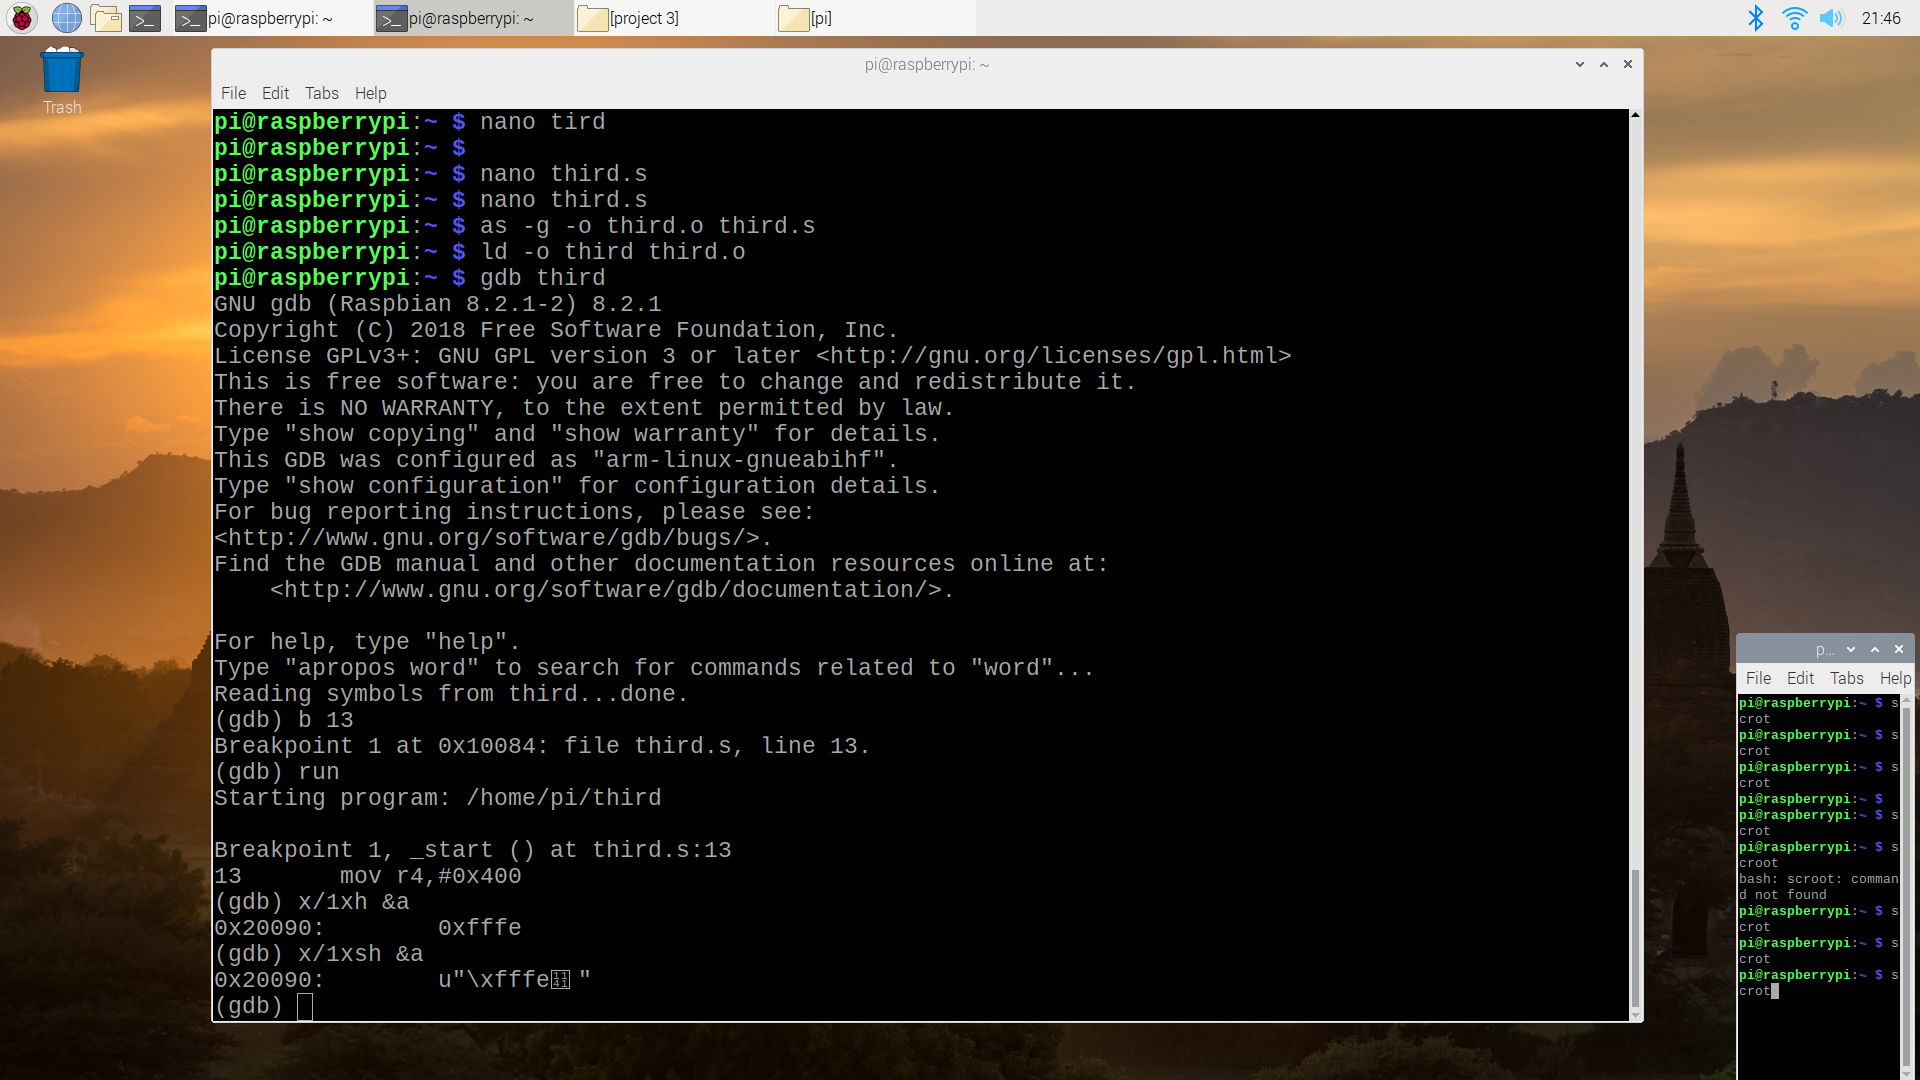 pi@raspberrypi: ~
pi@raspberrypi: ~
[project 3]
[pi]
21:46
Trash
pi@raspberrypi: ~
File Edit Tabs Help
pi@raspberrypi:~ $ nano tird
pi@raspberrypi:~ $
pi@raspberrypi:~ $ nano third.s
pi@raspberrypi:~ $ nano third.s
pi@raspberrypi:~ $ as -g -o third.o third.s
pi@raspberrypi:~ $ ld -o third third.o
pi@raspberrypi:~ $ gdb third
GNU gdb (Raspbian 8.2.1-2) 8.2.1
Copyright (C) 2018 Free Software Foundation, Inc.
License GPLv3+: GNU GPL version 3 or later <http://gnu.org/licenses/gpl.html>
This is free software: you are free to change and redistribute it.
There is NO WARRANTY, to the extent permitted by law.
Type "show copying" and "show warranty" for details.
This GDB was configured as "arm-linux-gnueabihf".
Type "show configuration" for configuration details.
For bug reporting instructions, please see:
<http://www.gnu.org/software/gdb/bugs/>.
Find the GDB manual and other documentation resources online at:
    <http://www.gnu.org/software/gdb/documentation/>.
For help, type "help".
Type "apropos word" to search for commands related to "word"...
Reading symbols from third...done.
(gdb) b 13
Breakpoint 1 at 0x10084: file third.s, line 13.
(gdb) run
Starting program: /home/pi/third
Breakpoint 1, _start () at third.s:13
13       mov r4,#0x400
(gdb) x/1xh &a
0x20090:        0xfffe
(gdb) x/1xsh &a
0x20090:        u"\xfffeᅁ"
(gdb)
p...
File Edit Tabs Help
pi@raspberrypi:~ $ s
crot
pi@raspberrypi:~ $ s
crot
pi@raspberrypi:~ $ s
crot
pi@raspberrypi:~ $
pi@raspberrypi:~ $ s
crot
pi@raspberrypi:~ $ s
croot
bash: scroot: comman
d not found
pi@raspberrypi:~ $ s
crot
pi@raspberrypi:~ $ s
crot
pi@raspberrypi:~ $ s
crot